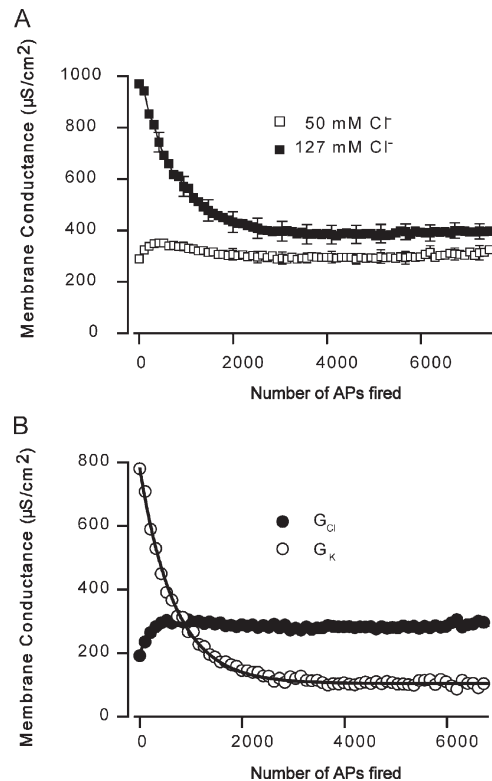 A
Membrane Conductance (µS/cm2)
1000
800
600
400
200
0
50 mM Cl-
127 mM Cl-
0
2000
4000
6000
Number of APs fired
B
Membrane Conductance (µS/cm2)
800
600
400
200
0
GCl
GK
0
2000
4000
6000
Number of APs fired